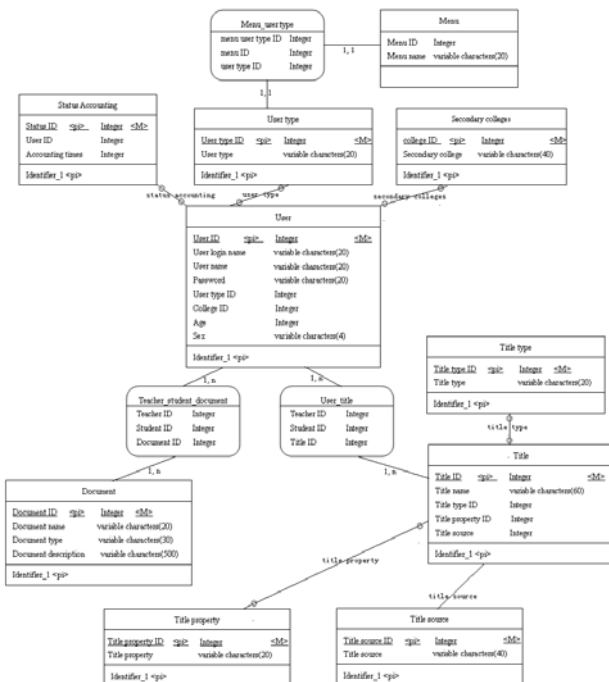 Menu_user type
menu user type ID Integer
menu ID Integer
user type ID Integer
Menu
Menu ID Integer
Menu name variable characters(20)
1,1
1,1
Status Accounting
Status ID <pi> Integer <M>
User ID Integer
Accounting times Integer
Identifier_1 <pi>
User type
User type ID <pi> Integer <M>
User type variable characters(20)
Identifier_1 <pi>
Secondary colleges
college ID <pi> Integer <M>
Secondary college variable characters(40)
Identifier_1 <pi>
status accounting
user type
secondary colleges
User
User ID <pi> Integer <M>
User login name variable characters(20)
User name variable characters(20)
Password variable characters(20)
User type ID Integer
College ID Integer
Age Integer
Sex variable characters(4)
Identifier_1 <pi>
1,n
1,n
Title type
Title type ID <pi> Integer <M>
Title type variable characters(20)
Identifier_1 <pi>
Teacher_student_document
Teacher ID Integer
Student ID Integer
Document ID Integer
User_title
Teacher ID Integer
Student ID Integer
Title ID Integer
title type
1,n
1,n
Title
Title ID <pi> Integer <M>
Title name variable characters(60)
Title type ID Integer
Title property ID Integer
Title source Integer
Identifier_1 <pi>
Document
Document ID <pi> Integer <M>
Document name variable characters(20)
Document type variable characters(30)
Document description variable characters(500)
Identifier_1 <pi>
title property
title source
Title property
Title property ID <pi> Integer <M>
Title property variable characters(20)
Identifier_1 <pi>
Title source
Title source ID <pi> Integer <M>
Title source variable characters(40)
Identifier_1 <pi>